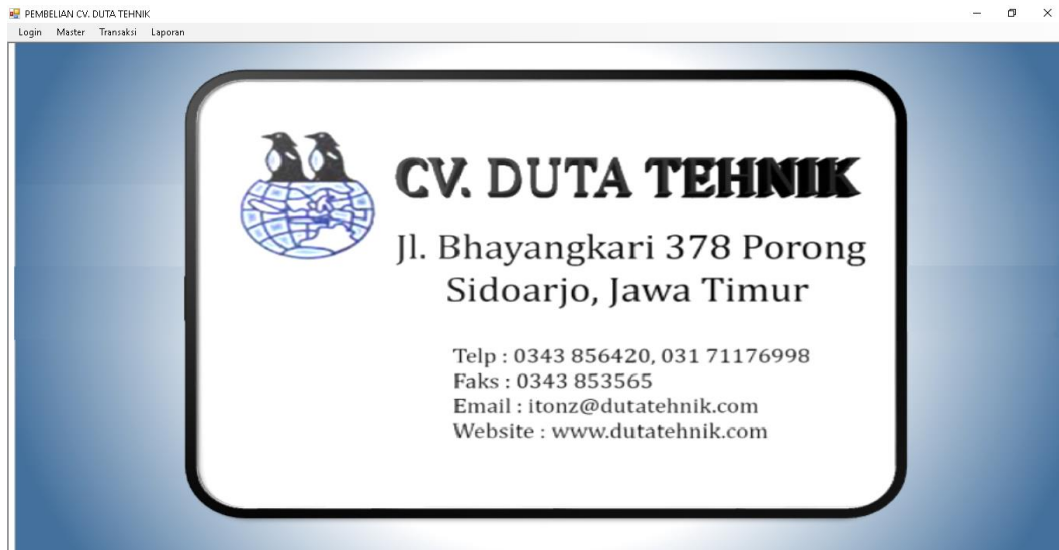 PEMBELIAN CV. DUTA TEHNIK
Login Master Transaksi Laporan
CV. DUTA TEHNIK
Jl. Bhayangkari 378 Porong
Sidoarjo, Jawa Timur
Telp : 0343 856420, 031 71176998
Faks : 0343 853565
Email : itonz@dutatehnik.com
Website : www.dutatehnik.com